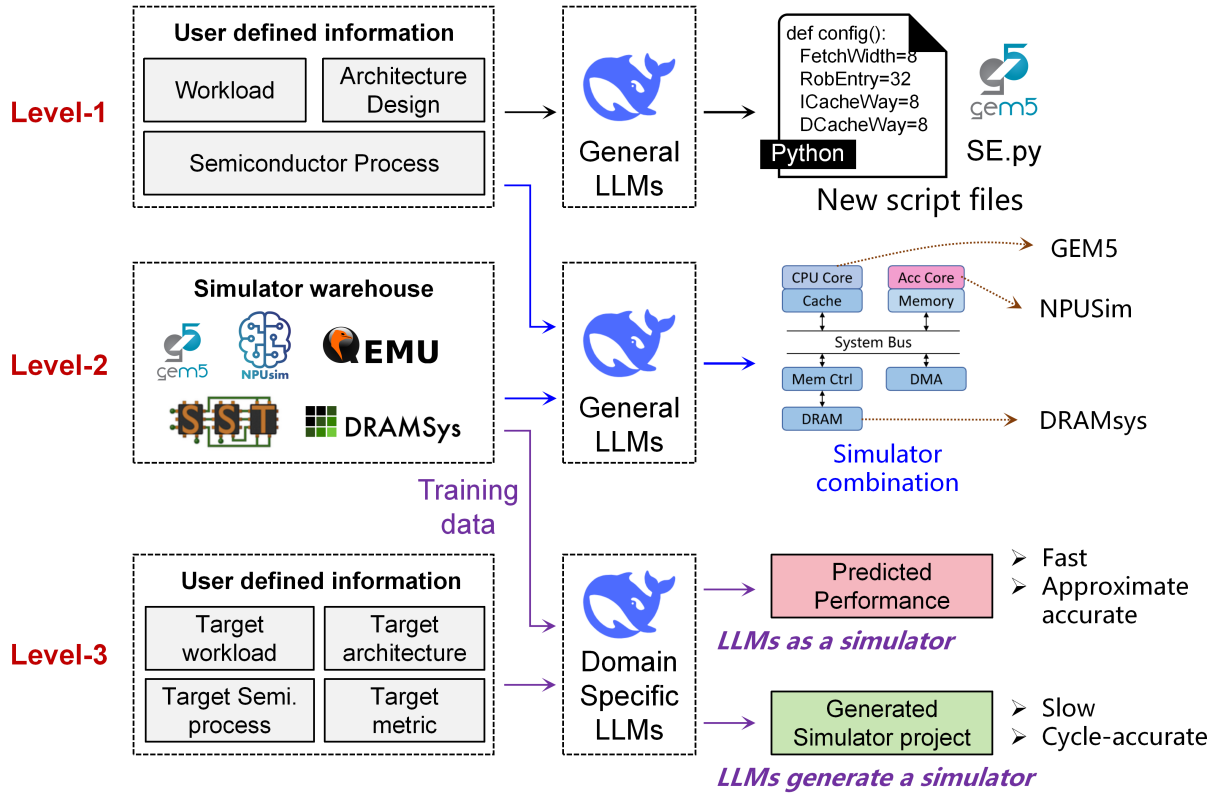 Level-1
User defined information
Workload
Architecture
Design
Semiconductor Process
General
LLMs
def config():
FetchWidth=8
RobEntry=32
ICacheWay=8
DCacheWay=8
Python
gem5
SE.py
New script files
Level-2
Simulator warehouse
gem5
NPUsim
QEMU
SST
DRAMSys
General
LLMs
CPU Core
Cache
Acc Core
Memory
System Bus
Mem Ctrl
DMA
DRAM
GEM5
NPUSim
DRAMsys
Simulator
combination
Training
data
Level-3
User defined information
Target
workload
Target
architecture
Target Semi.
process
Target
metric
Domain
Specific
LLMs
Predicted
Performance
LLMs as a simulator
➢ Fast
➢ Approximate
accurate
Generated
Simulator project
LLMs generate a simulator
➢ Slow
➢ Cycle-accurate